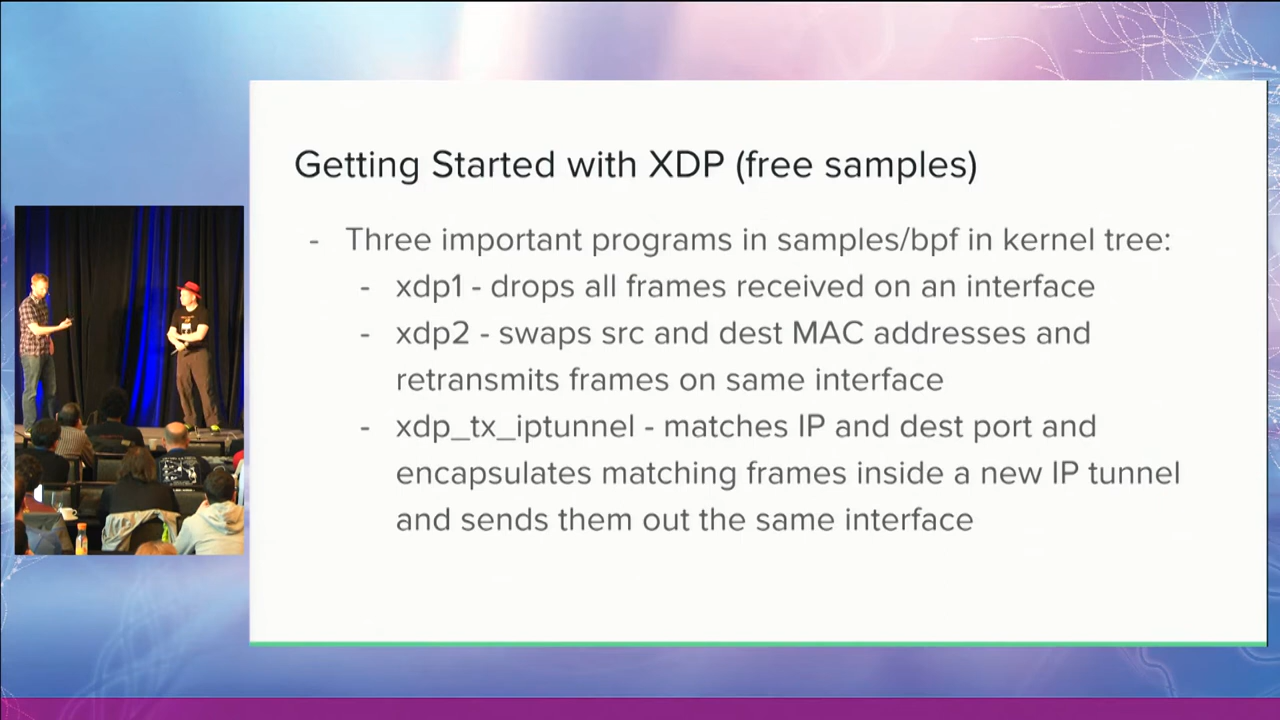 Getting Started with XDP (free samples)
- Three important programs in samples/bpf in kernel tree:
- xdp1 - drops all frames received on an interface
- xdp2 - swaps src and dest MAC addresses and
retransmits frames on same interface
- xdp_tx_iptunnel - matches IP and dest port and
encapsulates matching frames inside a new IP tunnel
and sends them out the same interface